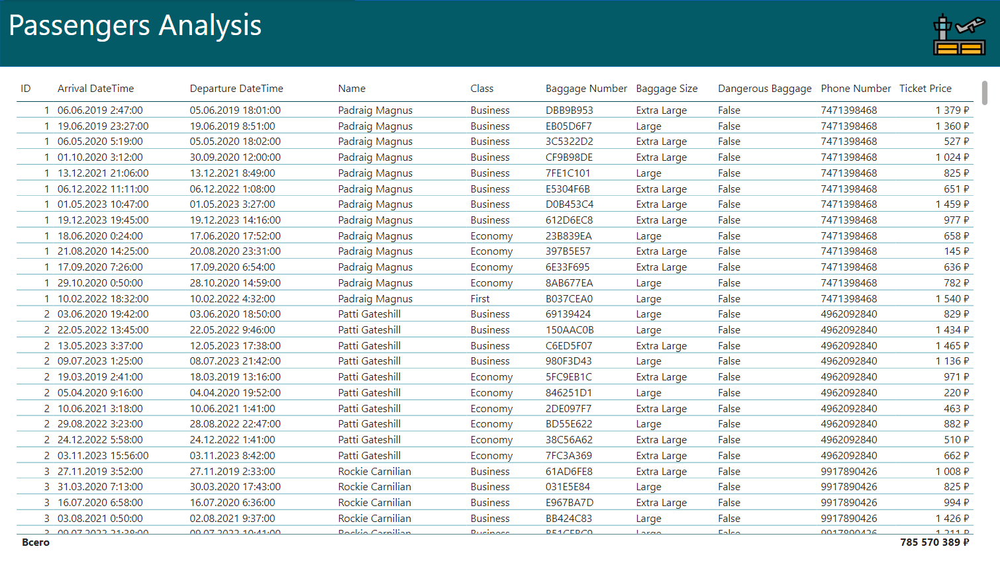 Passengers Analysis
ID Arrival DateTime Departure DateTime Name Class Baggage Number Baggage Size Dangerous Baggage Phone Number Ticket Price
1 06.06.2019 2:47:00 05.06.2019 18:01:00 Padraig Magnus Business DBB9B953 Extra Large False 7471398468 1 379 ₽
1 19.06.2019 23:27:00 19.06.2019 8:51:00 Padraig Magnus Business EB05D6F7 Large False 7471398468 1 360 ₽
1 06.05.2020 5:19:00 05.05.2020 18:02:00 Padraig Magnus Business 3C5322D2 Extra Large False 7471398468 527 ₽
1 01.10.2020 3:12:00 30.09.2020 12:00:00 Padraig Magnus Business CF9B98DE Extra Large False 7471398468 1 024 ₽
1 13.12.2021 21:06:00 13.12.2021 8:49:00 Padraig Magnus Business 7FE1C101 Large False 7471398468 825 ₽
1 06.12.2022 11:11:00 06.12.2022 1:08:00 Padraig Magnus Business E5304F6B Extra Large False 7471398468 651 ₽
1 01.05.2023 10:47:00 01.05.2023 3:27:00 Padraig Magnus Business D0B453C4 Extra Large False 7471398468 1 459 ₽
1 19.12.2023 19:45:00 19.12.2023 14:16:00 Padraig Magnus Business 612D6EC8 Extra Large False 7471398468 977 ₽
1 18.06.2020 0:24:00 17.06.2020 17:52:00 Padraig Magnus Economy 23B839EA Large False 7471398468 658 ₽
1 21.08.2020 14:25:00 20.08.2020 23:31:00 Padraig Magnus Economy 397B5E57 Extra Large False 7471398468 145 ₽
1 17.09.2020 7:26:00 17.09.2020 6:54:00 Padraig Magnus Economy 6E33F695 Extra Large False 7471398468 636 ₽
1 29.10.2020 0:50:00 28.10.2020 14:59:00 Padraig Magnus Economy 8AB677EA Large False 7471398468 782 ₽
1 10.02.2022 18:32:00 10.02.2022 4:32:00 Padraig Magnus First B037CEA0 Large False 7471398468 1 540 ₽
2 03.06.2020 19:42:00 03.06.2020 18:50:00 Patti Gateshill Business 69139424 Large False 4962092840 829 ₽
2 22.05.2022 13:45:00 22.05.2022 9:46:00 Patti Gateshill Business 150AAC0B Large False 4962092840 1 434 ₽
2 13.05.2023 3:37:00 12.05.2023 17:38:00 Patti Gateshill Business C6ED5F07 Extra Large False 4962092840 1 465 ₽
2 09.07.2023 1:25:00 08.07.2023 21:42:00 Patti Gateshill Business 980F3D43 Large False 4962092840 1 136 ₽
2 19.03.2019 2:41:00 18.03.2019 13:16:00 Patti Gateshill Economy 5FC9EB1C Extra Large False 4962092840 971 ₽
2 05.04.2020 9:16:00 04.04.2020 19:52:00 Patti Gateshill Economy 846251D1 Large False 4962092840 220 ₽
2 10.06.2021 3:18:00 10.06.2021 1:41:00 Patti Gateshill Economy 2DE097F7 Extra Large False 4962092840 463 ₽
2 29.08.2022 3:23:00 28.08.2022 22:47:00 Patti Gateshill Economy BD55E622 Large False 4962092840 882 ₽
2 24.12.2022 5:58:00 24.12.2022 1:41:00 Patti Gateshill Economy 38C56A62 Extra Large False 4962092840 510 ₽
2 03.11.2023 15:56:00 03.11.2023 8:42:00 Patti Gateshill Economy 7FC3A369 Extra Large False 4962092840 662 ₽
3 27.11.2019 3:52:00 27.11.2019 2:33:00 Rockie Carnilian Business 61AD6FE8 Extra Large False 9917890426 1 008 ₽
3 31.03.2020 7:13:00 30.03.2020 17:43:00 Rockie Carnilian Business 031E5E84 Large False 9917890426 825 ₽
3 16.07.2020 6:58:00 16.07.2020 6:36:00 Rockie Carnilian Business E967BA7D Extra Large False 9917890426 994 ₽
3 03.08.2021 0:50:00 02.08.2021 9:37:00 Rockie Carnilian Business BB424C83 Large False 9917890426 1 426 ₽
3 09.07.2022 Rockie Carnilian Business Large False 9917890426
Всего 785 570 389 ₽